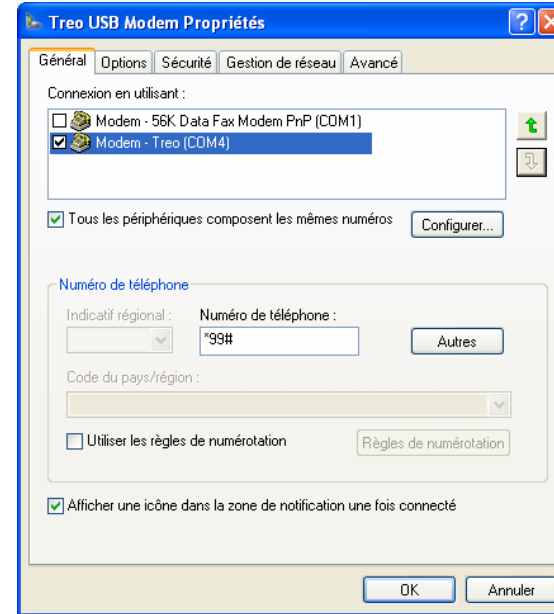 Treo USB Modem Propriétés
Général Options Sécurité Gestion de réseau Avancé
Connexion en utilisant :
Modem - 56K Data Fax Modem PnP (COM1)
Modem - Treo (COM4)
Tous les périphériques composent les mêmes numéros Configurer...
Numéro de téléphone
Indicatif régional : Numéro de téléphone :
*99# Autres
Code du pays/région :
Utiliser les règles de numérotation Règles de numérotation
Afficher une icône dans la zone de notification une fois connecté
OK Annuler